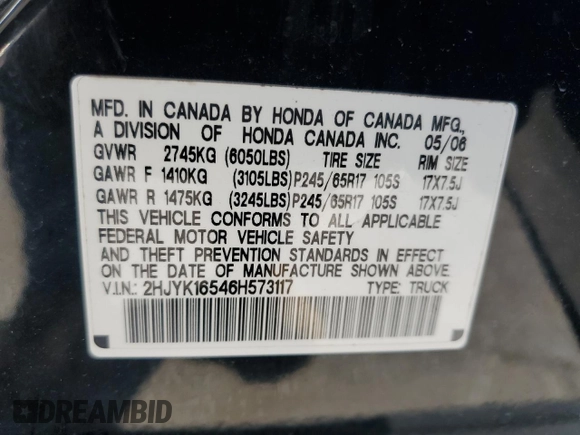 MFD. IN CANADA BY HONDA OF CANADA MFG.,
A DIVISION OF HONDA CANADA INC. 05/06
GVWR 2745KG (6050LBS) TIRE SIZE RIM SIZE
GAWR F 1410KG (3105LBS)P245/65R17 105S 17X7.5J
GAWR R 1475KG (3245LBS)P245/65R17 105S 17X7.5J
THIS VEHICLE CONFORMS TO ALL APPLICABLE
FEDERAL MOTOR VEHICLE SAFETY
AND THEFT PREVENTION STANDARDS IN EFFECT
ON THE DATE OF MANUFACTURE SHOWN ABOVE.
V.I.N.: 2HJYK16546H573117 TYPE: TRUCK
DREAMBID